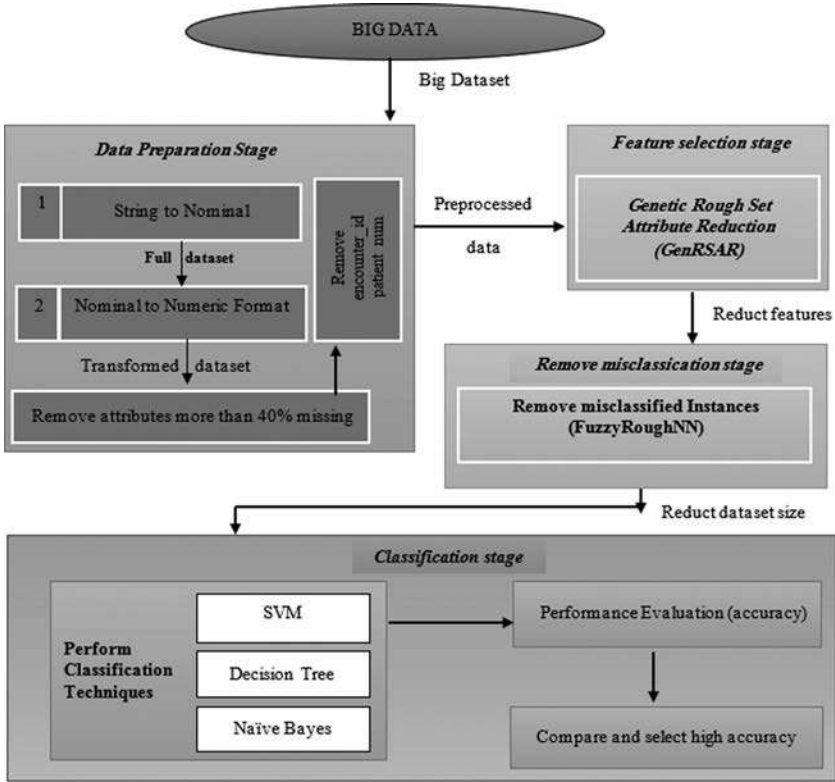 BIG DATA
Big Dataset
Data Preparation Stage
1
String to Nominal
Full dataset
2
Nominal to Numeric Format
Transformed dataset
Remove attributes more than 40% missing
Remove
encounter_id
patient_num
Preprocessed
data
Feature selection stage
Genetic Rough Set
Attribute Reduction
(GenRSAR)
Reduct features
Remove misclassication stage
Remove misclassified Instances
(FuzzyRoughNN)
Reduct dataset size
Classification stage
Perform
Classification
Techniques
SVM
Decision Tree
Naïve Bayes
Performance Evaluation (accuracy)
Compare and select high accuracy